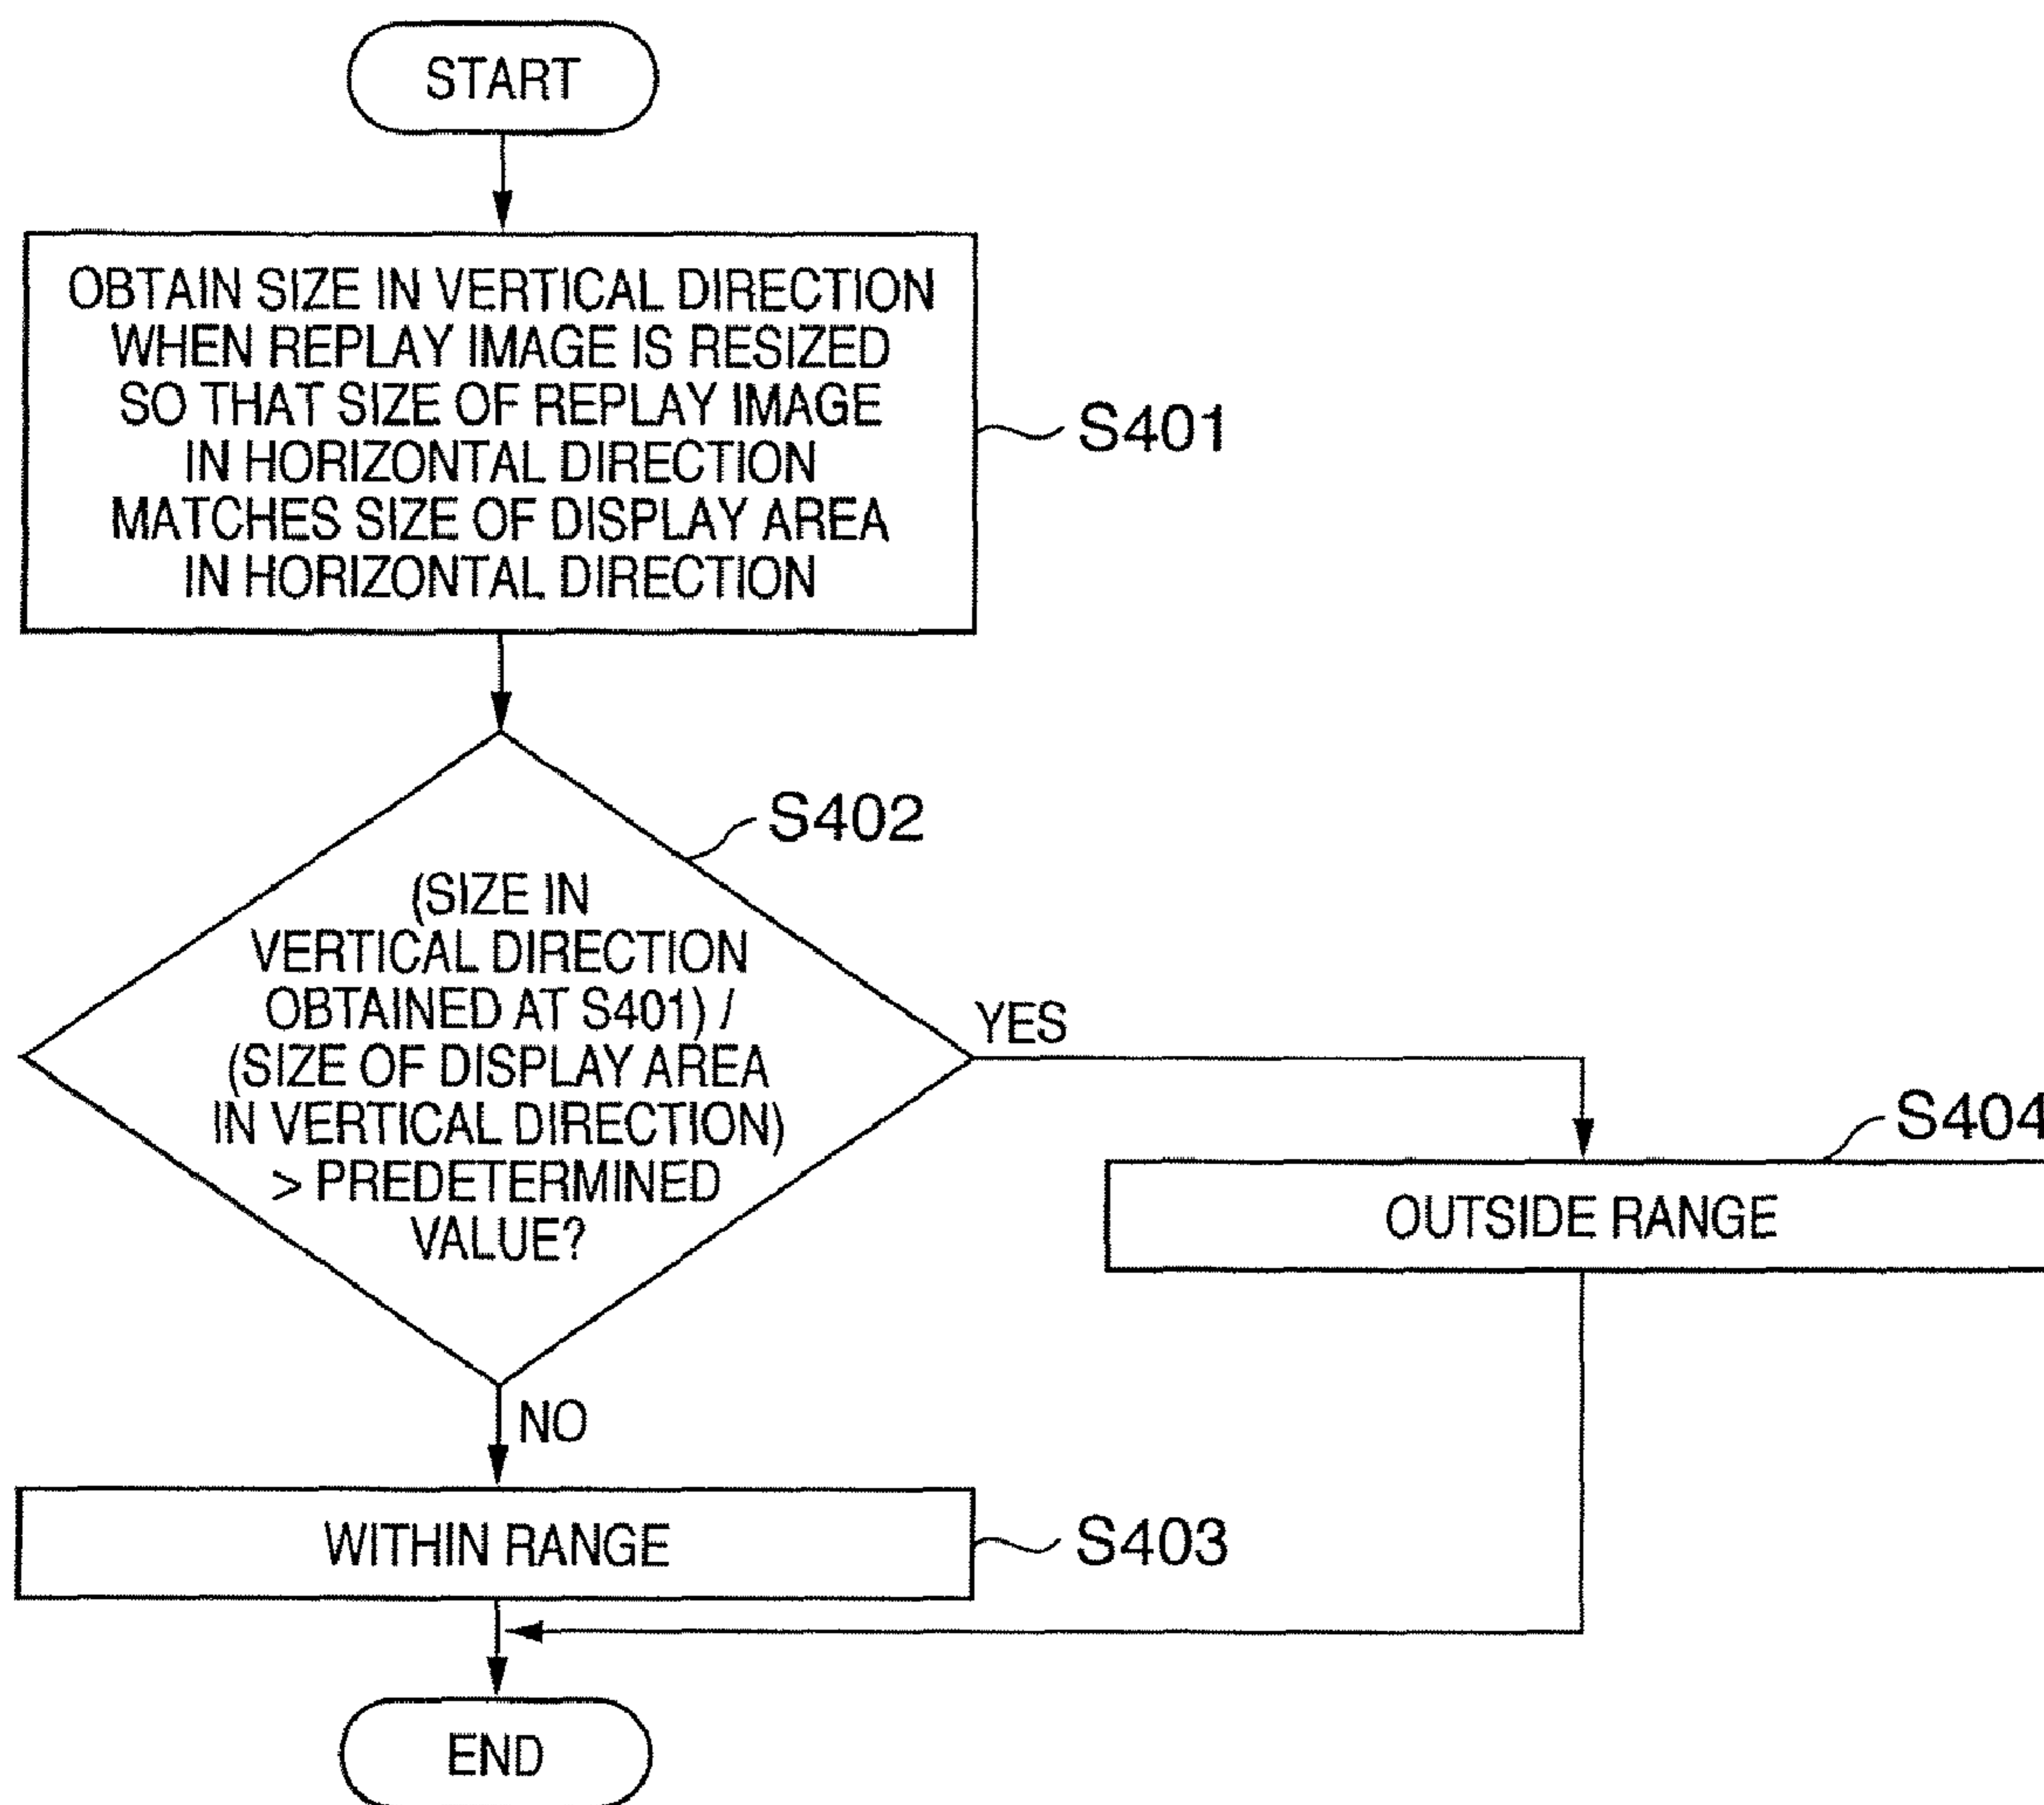 START
OBTAIN SIZE IN VERTICAL DIRECTION
WHEN REPLAY IMAGE IS RESIZED
SO THAT SIZE OF REPLAY IMAGE
IN HORIZONTAL DIRECTION
MATCHES SIZE OF DISPLAY AREA
IN HORIZONTAL DIRECTION
S401
S402
(SIZE IN
VERTICAL DIRECTION
OBTAINED AT S401) /
(SIZE OF DISPLAY AREA
IN VERTICAL DIRECTION)
> PREDETERMINED
VALUE?
YES
S404
OUTSIDE RANGE
NO
WITHIN RANGE
S403
END